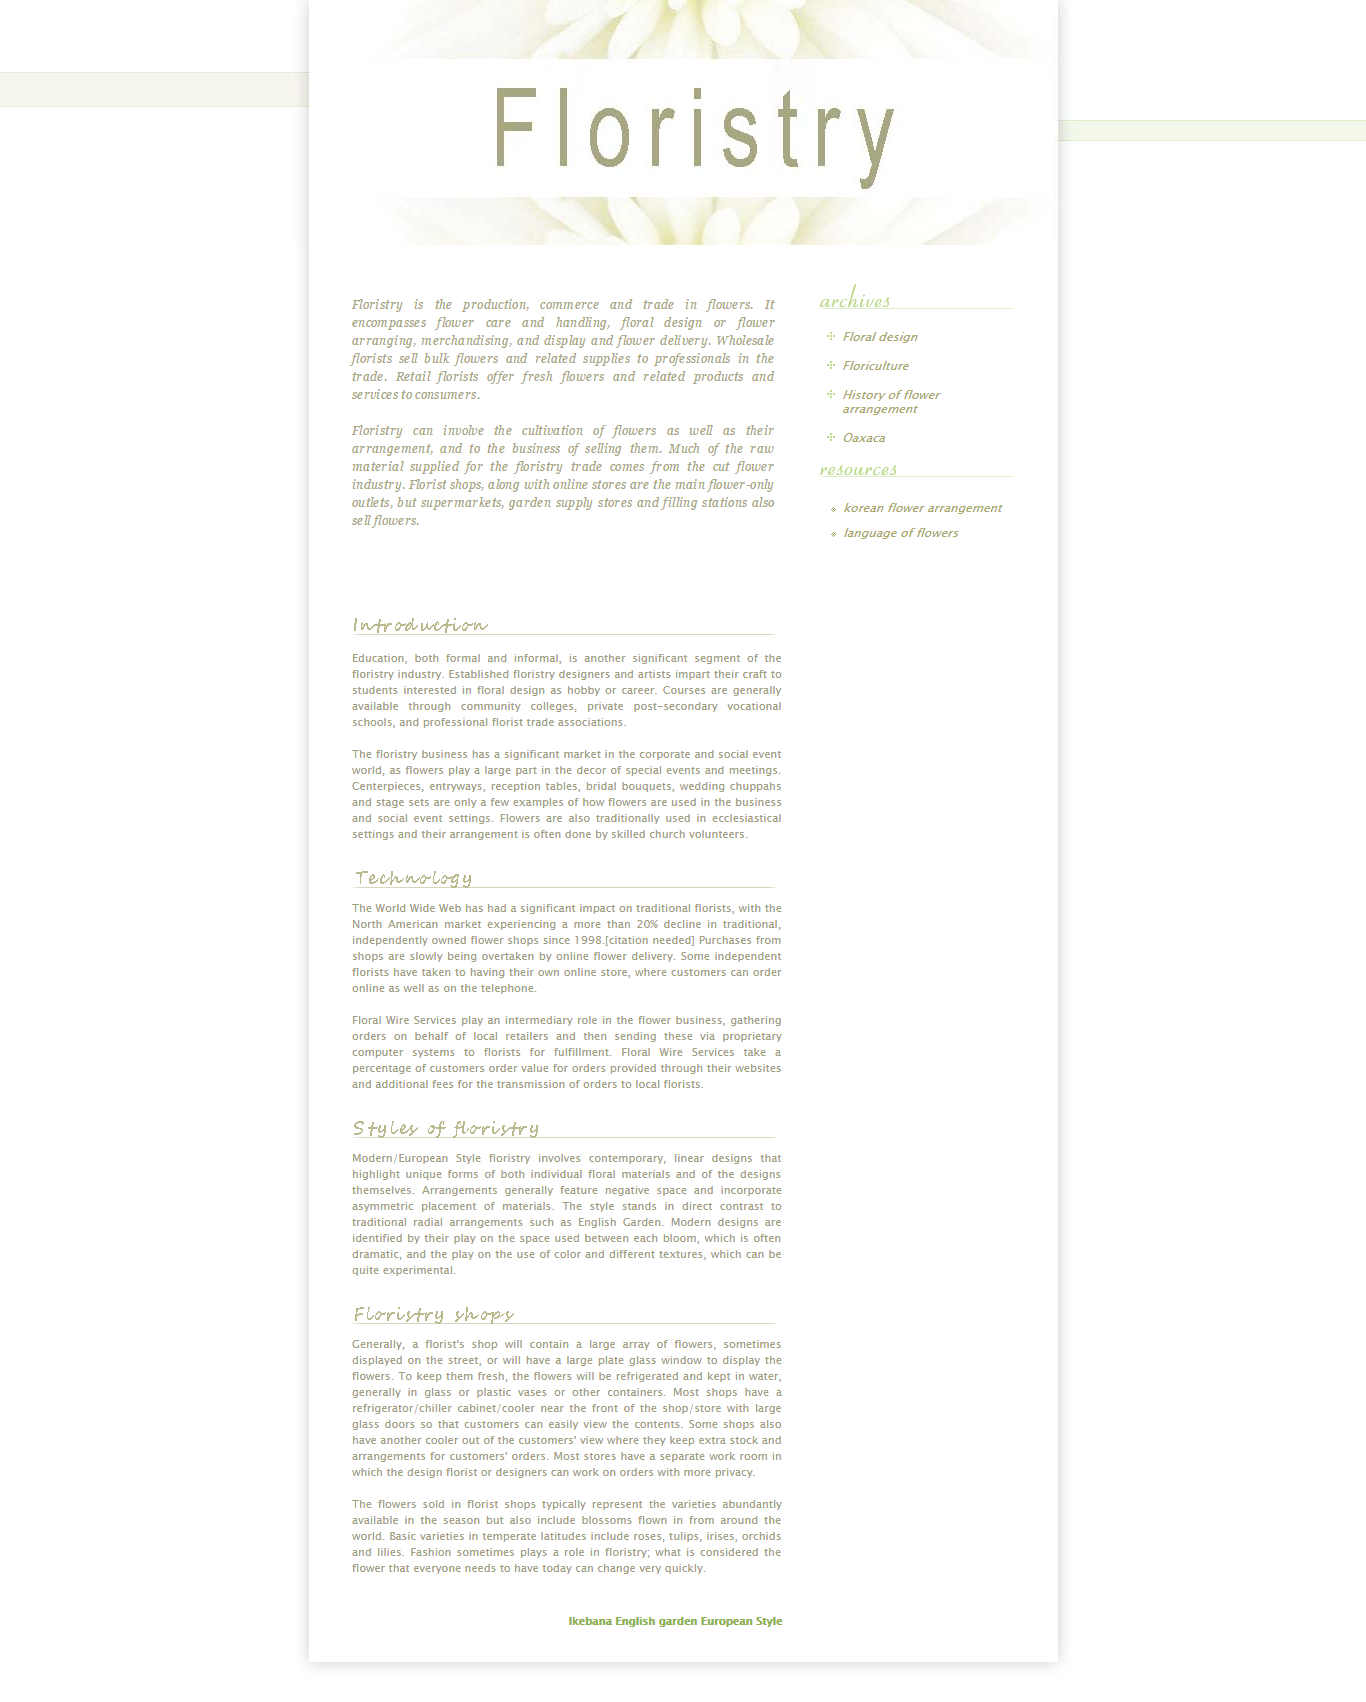 Floristry
Floristry is the production, commerce and trade in flowers. It
encompasses flower care and handling, floral design or flower
arranging, merchandising, and display and flower delivery. Wholesale
florists sell bulk flowers and related supplies to professionals in the
trade. Retail florists offer fresh flowers and related products and
services to consumers.
Floristry can involve the cultivation of flowers as well as their
arrangement, and to the business of selling them. Much of the raw
material supplied for the floristry trade comes from the cut flower
industry. Florist shops, along with online stores are the main flower-only
outlets, but supermarkets, garden supply stores and filling stations also
sell flowers.
archives
Floral design
Floriculture
History of flower
arrangement
Oaxaca
resources
korean flower arrangement
language of flowers
Introduction
Education, both formal and informal, is another significant segment of the
floristry industry. Established floristry designers and artists impart their craft to
students interested in floral design as hobby or career. Courses are generally
available through community colleges, private post-secondary vocational
schools, and professional florist trade associations.
The floristry business has a significant market in the corporate and social event
world, as flowers play a large part in the decor of special events and meetings.
Centerpieces, entryways, reception tables, bridal bouquets, wedding chuppahs
and stage sets are only a few examples of how flowers are used in the business
and social event settings. Flowers are also traditionally used in ecclesiastical
settings and their arrangement is often done by skilled church volunteers.
Technology
The World Wide Web has had a significant impact on traditional florists, with the
North American market experiencing a more than 20% decline in traditional,
independently owned flower shops since 1998.[citation needed] Purchases from
shops are slowly being overtaken by online flower delivery. Some independent
florists have taken to having their own online store, where customers can order
online as well as on the telephone.
Floral Wire Services play an intermediary role in the flower business, gathering
orders on behalf of local retailers and then sending these via proprietary
computer systems to florists for fulfillment. Floral Wire Services take a
percentage of customers order value for orders provided through their websites
and additional fees for the transmission of orders to local florists.
Styles of floristry
Modern/European Style floristry involves contemporary, linear designs that
highlight unique forms of both individual floral materials and of the designs
themselves. Arrangements generally feature negative space and incorporate
asymmetric placement of materials. The style stands in direct contrast to
traditional radial arrangements such as English Garden. Modern designs are
identified by their play on the space used between each bloom, which is often
dramatic, and the play on the use of color and different textures, which can be
quite experimental.
Floristry shops
Generally, a florist's shop will contain a large array of flowers, sometimes
displayed on the street, or will have a large plate glass window to display the
flowers. To keep them fresh, the flowers will be refrigerated and kept in water,
generally in glass or plastic vases or other containers. Most shops have a
refrigerator/chiller cabinet/cooler near the front of the shop/store with large
glass doors so that customers can easily view the contents. Some shops also
have another cooler out of the customers' view where they keep extra stock and
arrangements for customers' orders. Most stores have a separate work room in
which the design florist or designers can work on orders with more privacy.
The flowers sold in florist shops typically represent the varieties abundantly
available in the season but also include blossoms flown in from around the
world. Basic varieties in temperate latitudes include roses, tulips, irises, orchids
and lilies. Fashion sometimes plays a role in floristry; what is considered the
flower that everyone needs to have today can change very quickly.
Ikebana English garden European Style